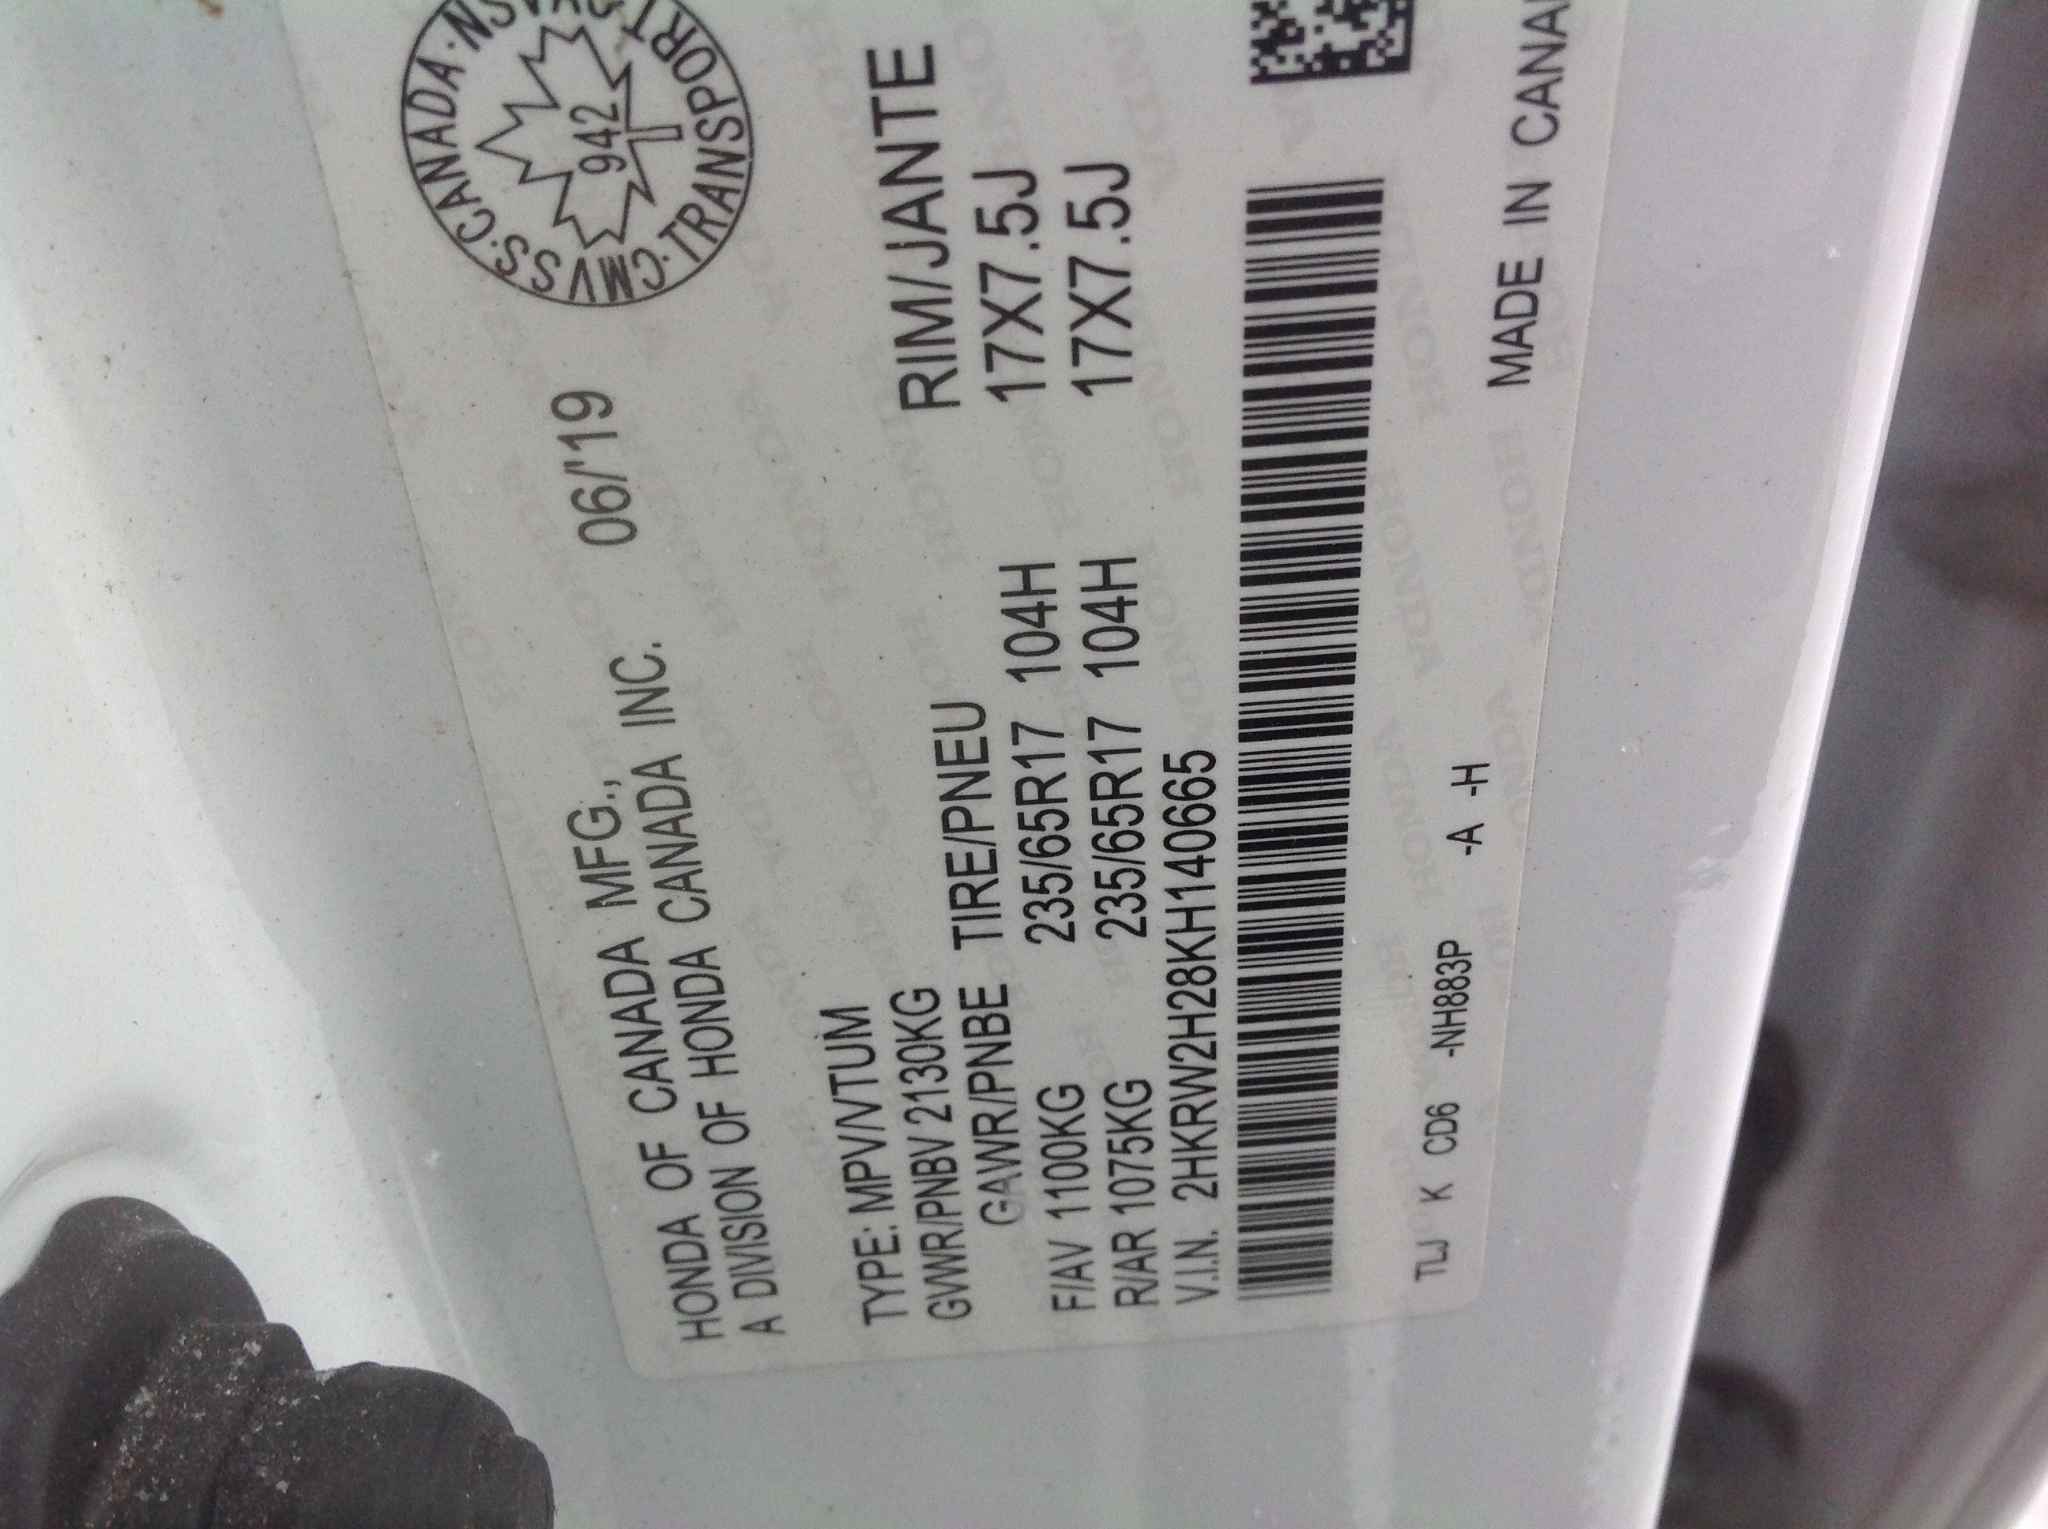 HONDA OF CANADA MFG., 06/'19
A DIVISION OF HONDA CANADA INC.
CMVSS·CANADA·NSVAC
CANADA
942
·TRANSPORT
TYPE: MPV/VTUM
GVWR/PNBV 2130KG
GAWR/PNBE TIRE/PNEU RIM/JANTE
F/AV 1100KG 235/65R17 104H 17X7.5J
R/AR 1075KG 235/65R17 104H 17X7.5J
V.I.N. 2HKRW2H28KH140665
TLJ K CD6 -NH883P -A -H
MADE IN CANA